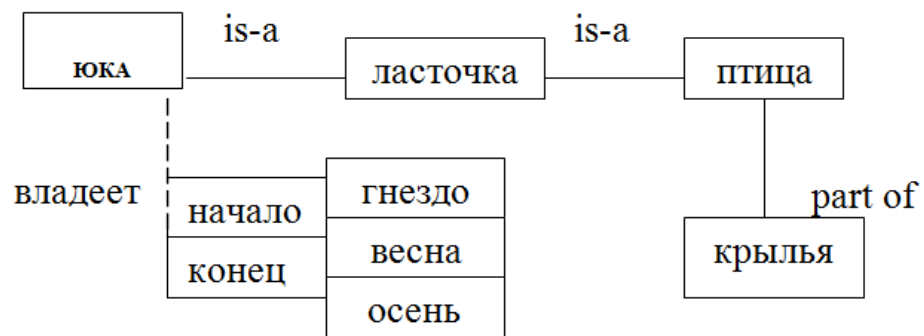 is-a
is-a
ЮКА
ласточка
птица
владеет
гнездо
part of
начало
весна
крылья
конец
осень